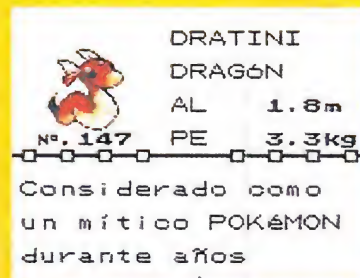 DRATINI
DRAGóN
AL 1.8m
Nº.147 PE 3.3kg
Considerado como
un mítico POKéMON
durante años